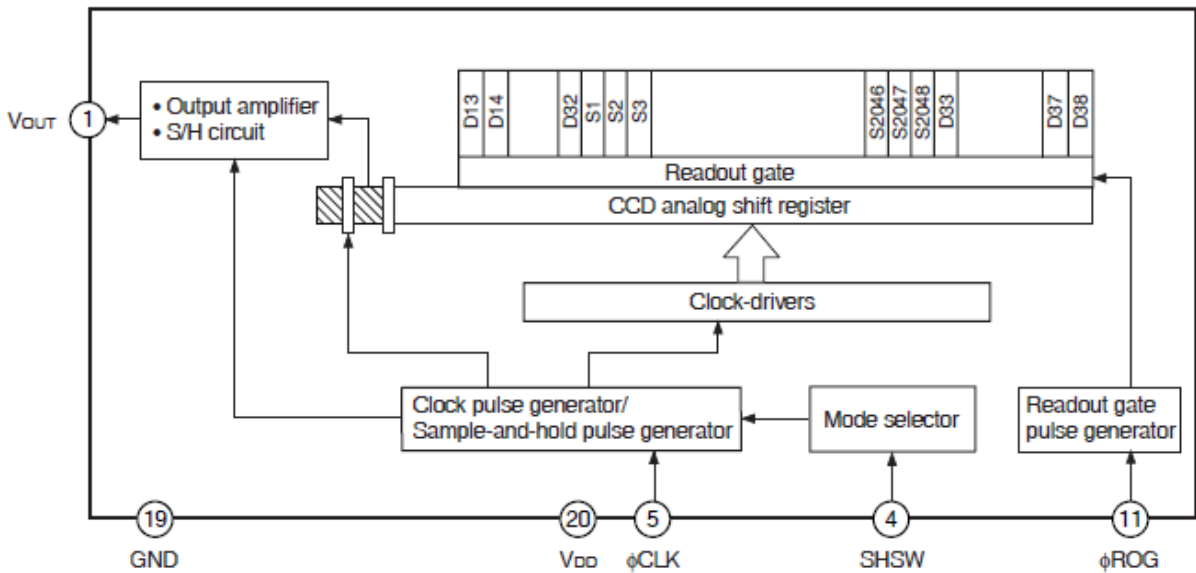 D13 D14 D32 S1 S2 S3 S2046 S2047 S2048 D33 D37 D38
• Output amplifier
• S/H circuit
VOUT 1
Readout gate
CCD analog shift register
Clock-drivers
Clock pulse generator/
Sample-and-hold pulse generator
Mode selector
Readout gate
pulse generator
19 20 5 4 11
GND VDD ϕCLK SHSW ϕROG